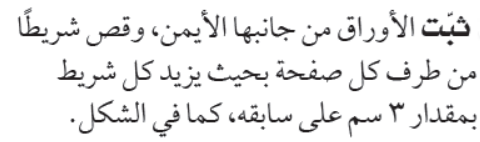 ثبّت الأوراق من جانبها الأيمن، وقص شريطًا
من طرف كل صفحة بحيث يزيد كل شريط
بمقدار ٣ سم على سابقه، كما في الشكل.